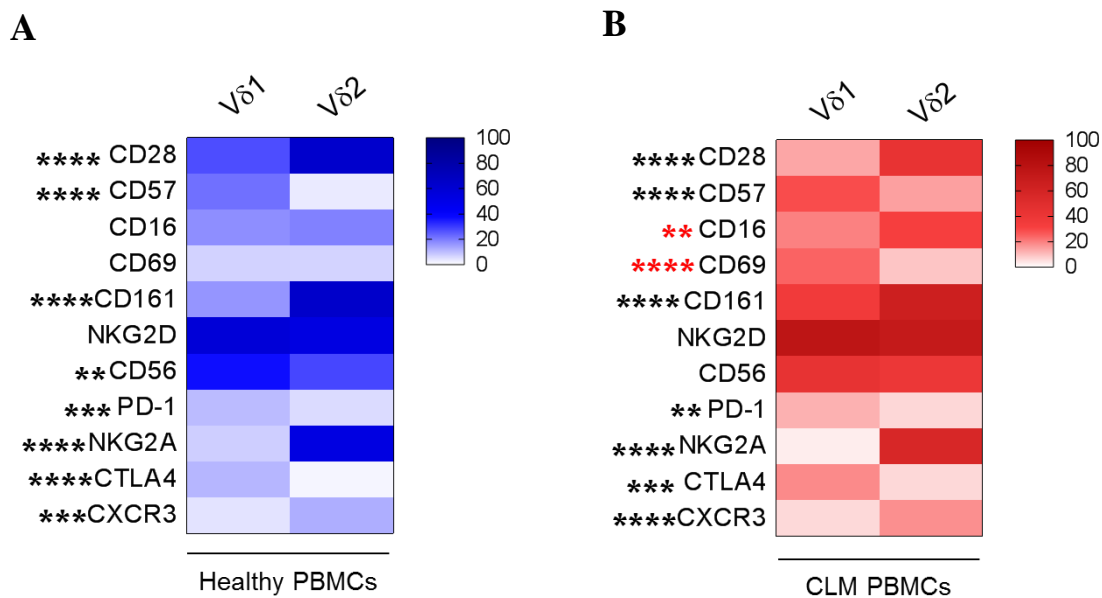 A
Vδ1 Vδ2
100
80
60
40
20
0
**** CD28
**** CD57
CD16
CD69
****CD161
NKG2D
**CD56
*** PD-1
****NKG2A
****CTLA4
***CXCR3
Healthy PBMCs
B
Vδ1 Vδ2
100
80
60
40
20
0
****CD28
****CD57
** CD16
****CD69
****CD161
NKG2D
CD56
**PD-1
****NKG2A
*** CTLA4
****CXCR3
CLM PBMCs